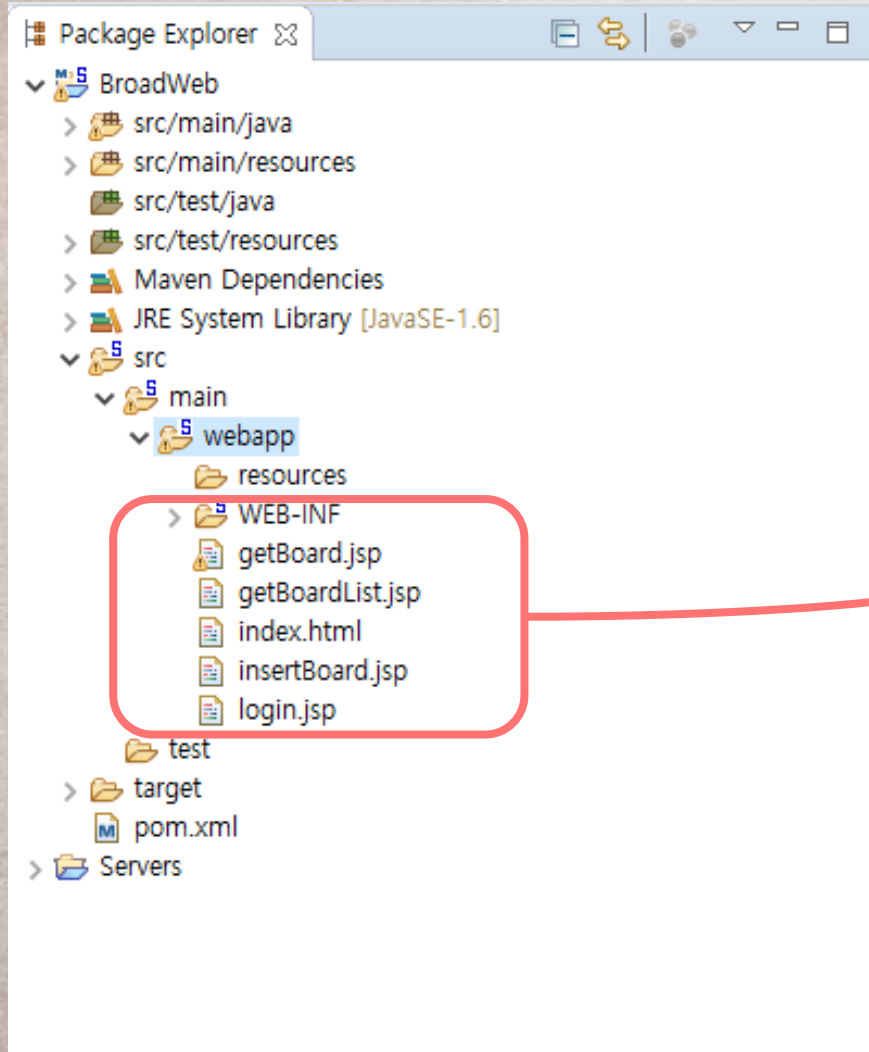 Package Explorer
BroadWeb
src/main/java
src/main/resources
src/test/java
src/test/resources
Maven Dependencies
JRE System Library [JavaSE-1.6]
src
main
webapp
resources
WEB-INF
getBoard.jsp
getBoardList.jsp
index.html
insertBoard.jsp
login.jsp
test
target
pom.xml
Servers